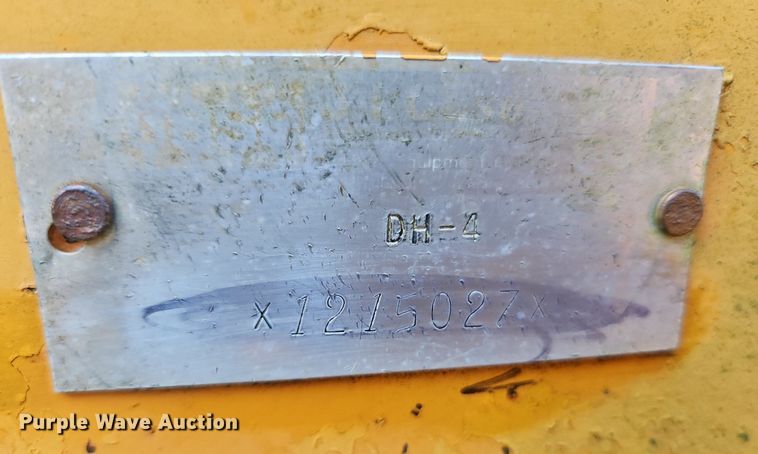 DH-4
x1215027x
Purple Wave Auction